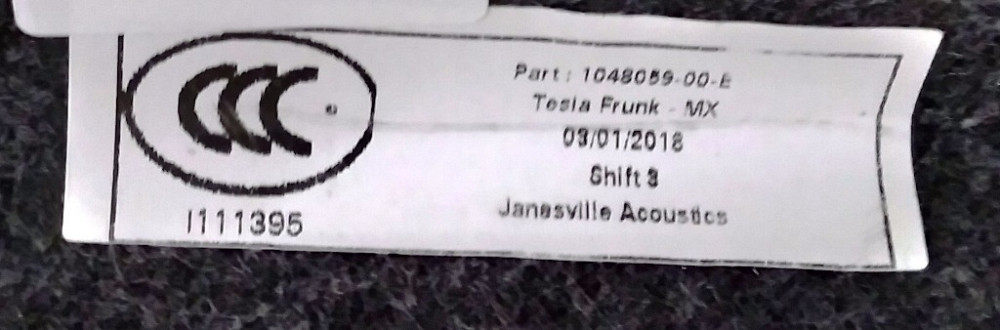 CCC
I111395
Part: 1048059-00-E
Tesla Frunk - MX
03/01/2018
Shift 3
Janesville Acoustics